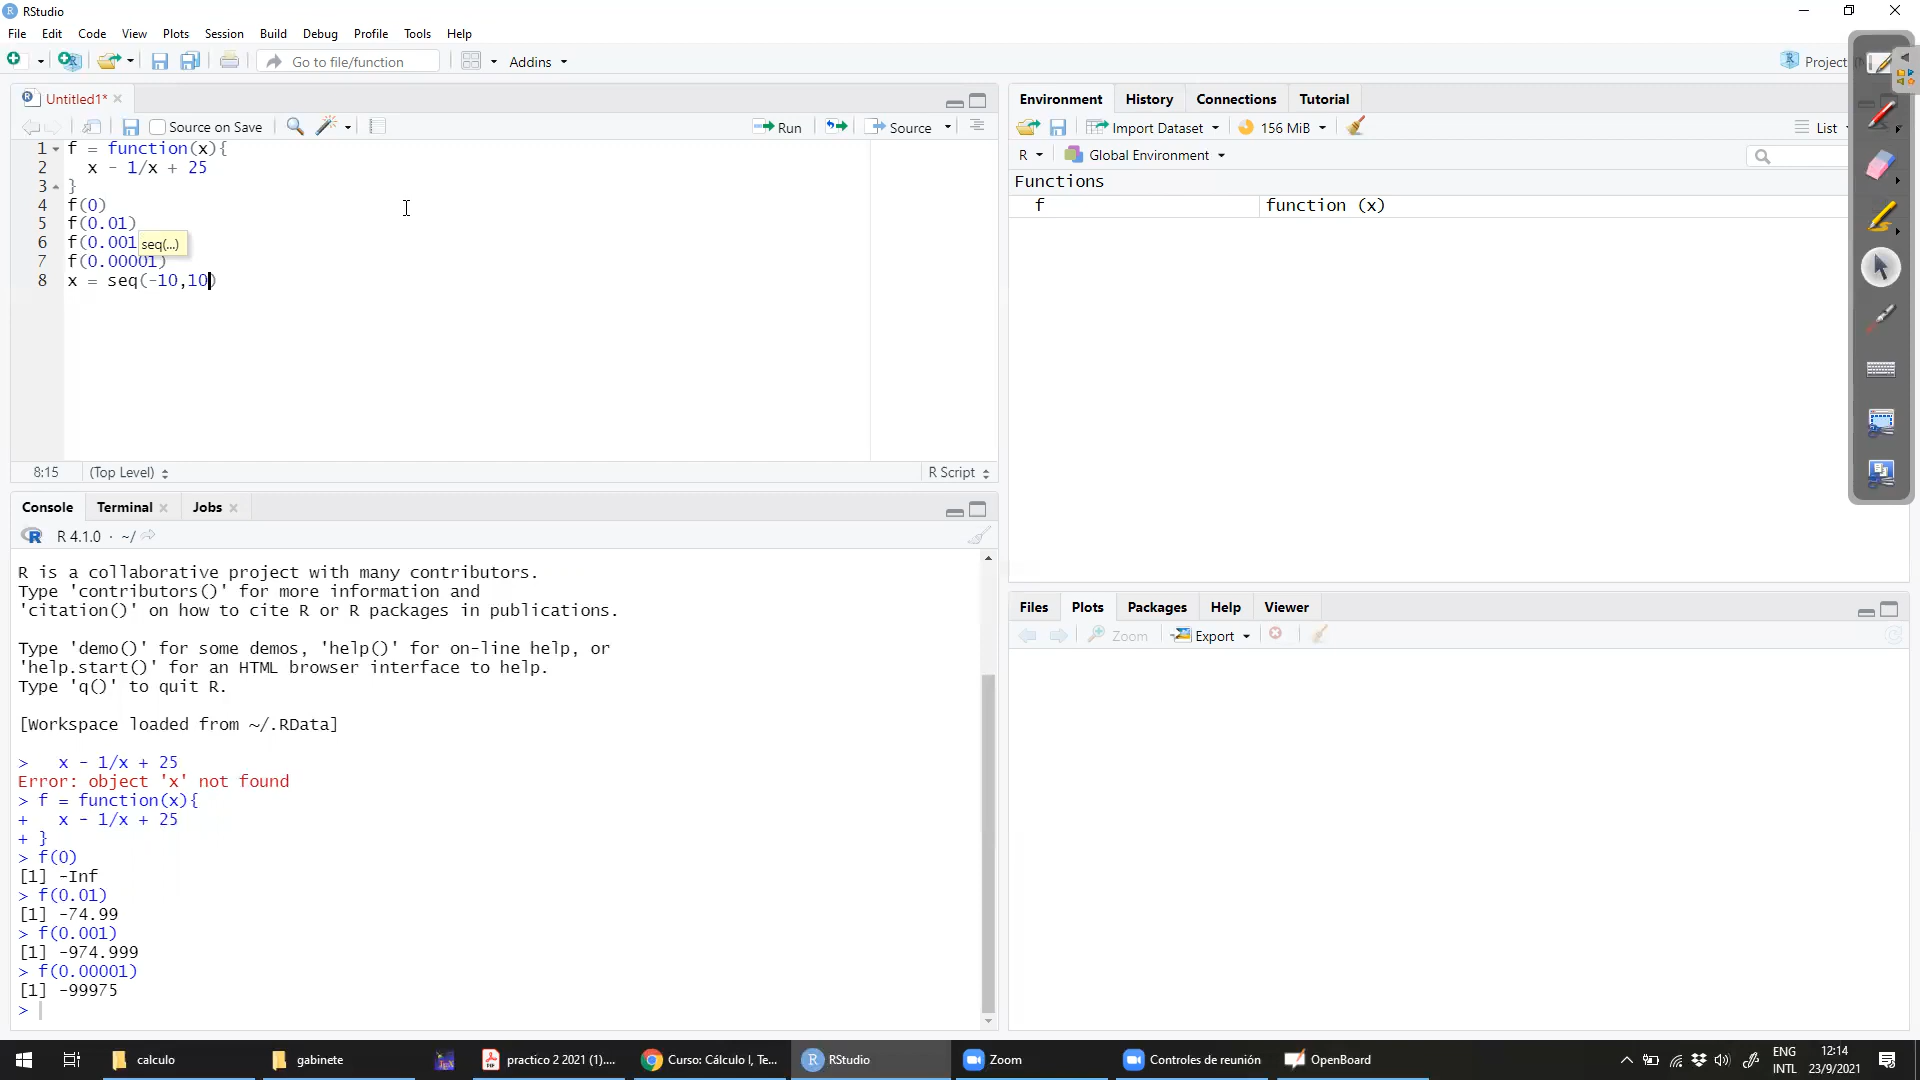 RStudio
File Edit Code View Plots Session Build Debug Profile Tools Help
Go to file/function Addins Project
Untitled1*
Source on Save Run Source
1 f = function(x){
2 x - 1/x + 25
3 }
4 f(0)
5 f(0.01)
6 f(0.001 seq(...)
7 f(0.00001)
8 x = seq(-10,10)
8:15 (Top Level) R Script
Console Terminal Jobs
R 4.1.0 · ~/
R is a collaborative project with many contributors.
Type 'contributors()' for more information and
'citation()' on how to cite R or R packages in publications.
Type 'demo()' for some demos, 'help()' for on-line help, or
'help.start()' for an HTML browser interface to help.
Type 'q()' to quit R.
[Workspace loaded from ~/.RData]
> x - 1/x + 25
Error: object 'x' not found
> f = function(x){
+ x - 1/x + 25
+ }
> f(0)
[1] -Inf
> f(0.01)
[1] -74.99
> f(0.001)
[1] -974.999
> f(0.00001)
[1] -99975
>
Environment History Connections Tutorial
Import Dataset 156 MiB List
R Global Environment
Functions
f function (x)
Files Plots Packages Help Viewer
Zoom Export
calculo gabinete practico 2 2021 (1).... Curso: Cálculo I, Te... RStudio Zoom Controles de reunión OpenBoard
ENG 12:14
INTL 23/9/2021